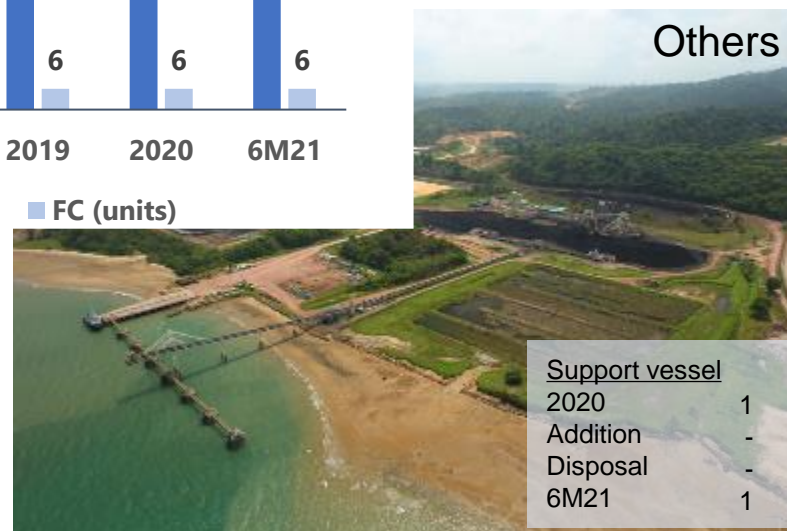 Others
6 6 6
2019 2020 6M21
FC (units)
Support vessel
2020 1
Addition -
Disposal -
6M21 1